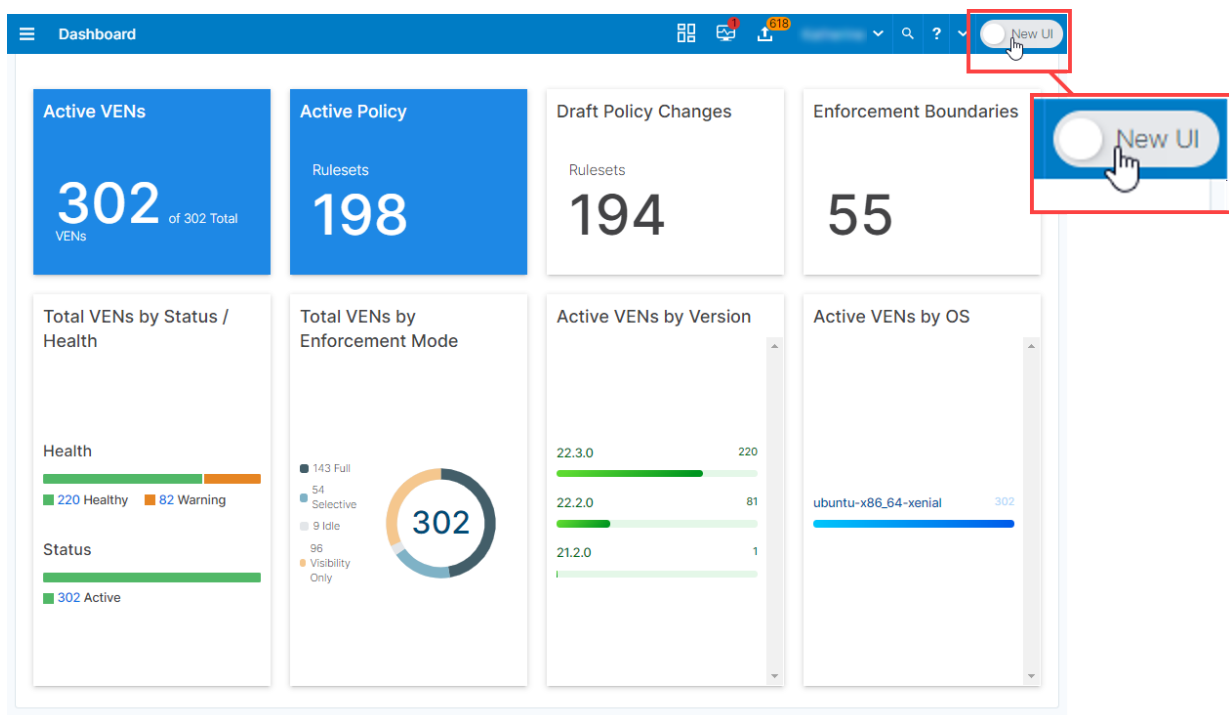 Dashboard
1
618
?
New UI
New UI
Active VENs
302 of 302 Total
VENs
Active Policy
Rulesets
198
Draft Policy Changes
Rulesets
194
Enforcement Boundaries
55
Total VENs by Status /
Health
Health
220 Healthy 82 Warning
Status
302 Active
Total VENs by
Enforcement Mode
143 Full
54
Selective
9 Idle
96
Visibility
Only
302
Active VENs by Version
22.3.0 220
22.2.0 81
21.2.0 1
Active VENs by OS
ubuntu-x86_64-xenial 302